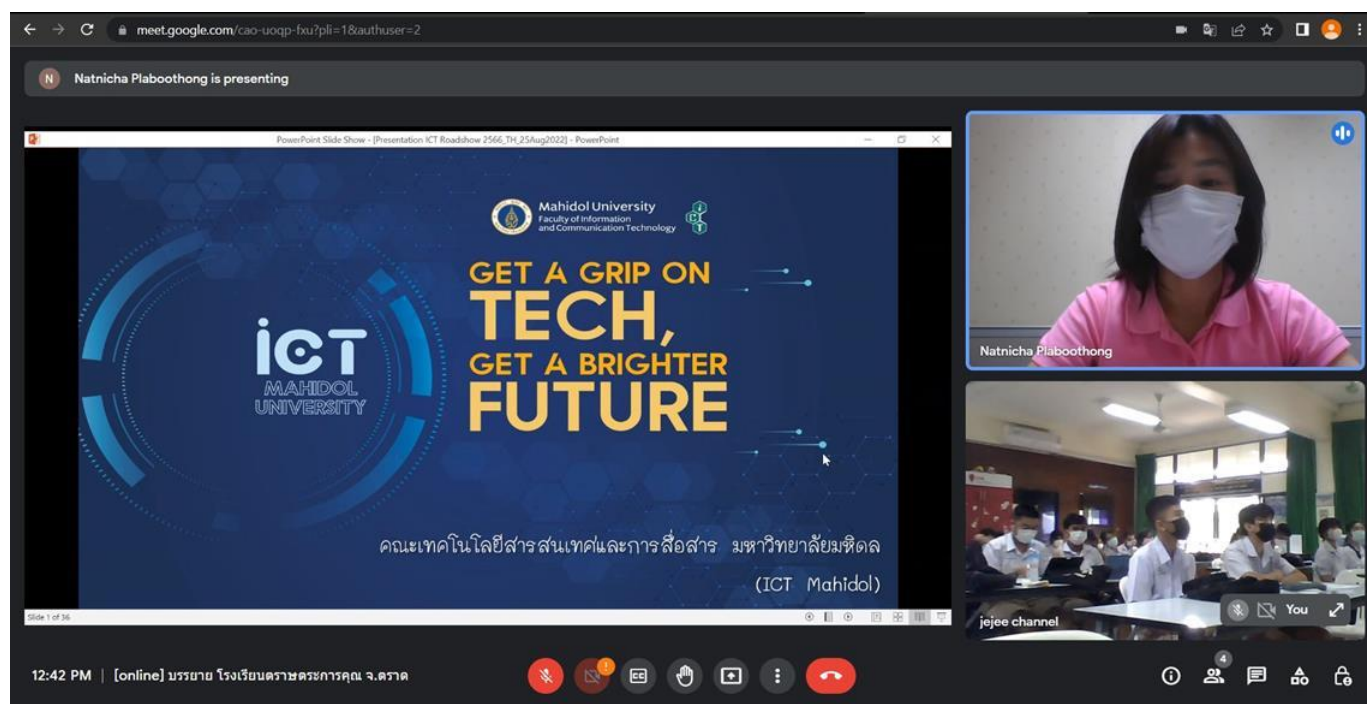 meet.google.com/cao-uoqp-fxu?pli=1&authuser=2
N Natnicha Plaboothong is presenting
PowerPoint Slide Show - [Presentation ICT Roadshow 2566_TH_25Aug2022] - PowerPoint
Mahidol University
Faculty of Information
and Communication Technology
ICT
GET A GRIP ON
TECH,
GET A BRIGHTER
FUTURE
ict
MAHIDOL
UNIVERSITY
คณะเทคโนโลยีสารสนเทศและการสื่อสาร มหาวิทยาลัยมหิดล
(ICT Mahidol)
Slide 1 of 36
Natnicha Plaboothong
jejee channel
You
12:42 PM | [online] บรรยาย โรงเรียนตราษตระการคุณ จ.ตราด
CC
4